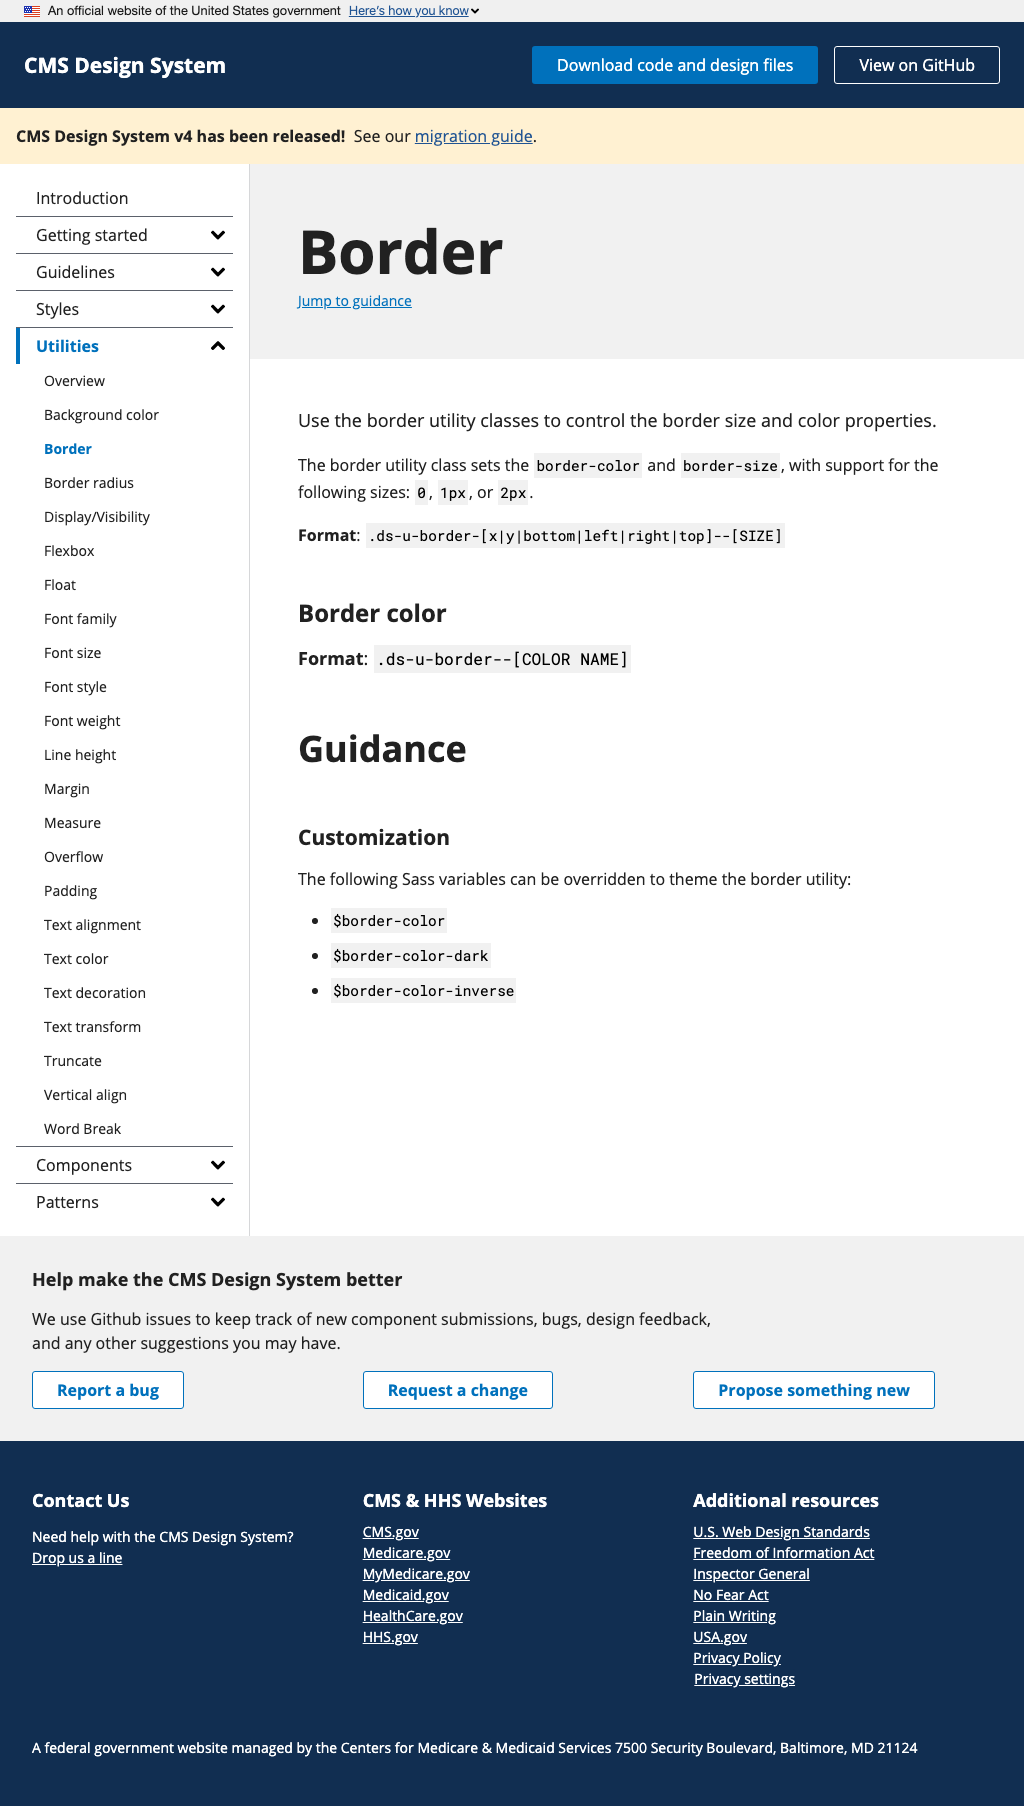 An official website of the United States government Here's how you know
CMS Design System
Download code and design files
View on GitHub
CMS Design System v4 has been released! See our migration guide.
Introduction
Getting started
Guidelines
Styles
Utilities
Overview
Background color
Border
Border radius
Display/Visibility
Flexbox
Float
Font family
Font size
Font style
Font weight
Line height
Margin
Measure
Overflow
Padding
Text alignment
Text color
Text decoration
Text transform
Truncate
Vertical align
Word Break
Components
Patterns
Border
Jump to guidance
Use the border utility classes to control the border size and color properties.
The border utility class sets the border-color and border-size, with support for the
following sizes: 0, 1px, or 2px.
Format: .ds-u-border-[x|y|bottom|left|right|top]--[SIZE]
Border color
Format: .ds-u-border--[COLOR NAME]
Guidance
Customization
The following Sass variables can be overridden to theme the border utility:
• $border-color
• $border-color-dark
• $border-color-inverse
Help make the CMS Design System better
We use Github issues to keep track of new component submissions, bugs, design feedback,
and any other suggestions you may have.
Report a bug
Request a change
Propose something new
Contact Us
Need help with the CMS Design System?
Drop us a line
CMS & HHS Websites
CMS.gov
Medicare.gov
MyMedicare.gov
Medicaid.gov
HealthCare.gov
HHS.gov
Additional resources
U.S. Web Design Standards
Freedom of Information Act
Inspector General
No Fear Act
Plain Writing
USA.gov
Privacy Policy
Privacy settings
A federal government website managed by the Centers for Medicare & Medicaid Services 7500 Security Boulevard, Baltimore, MD 21124